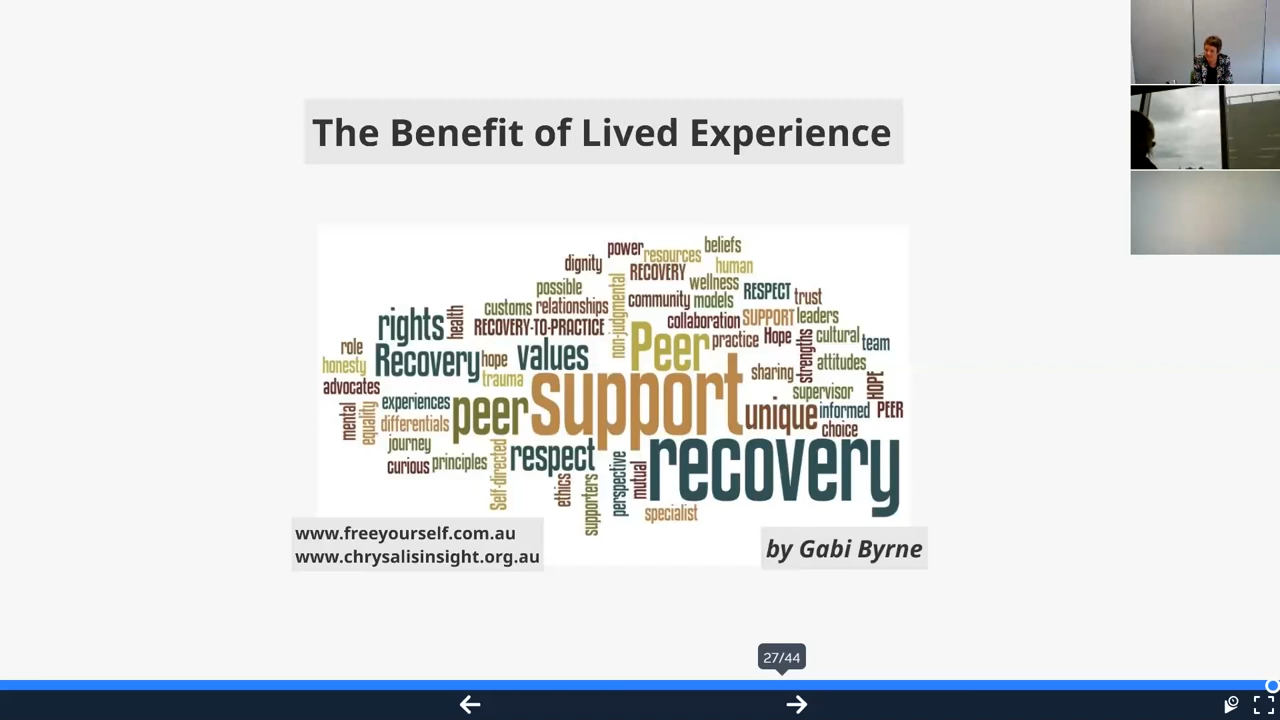 The Benefit of Lived Experience
power
beliefs
dignity
resources
RECOVERY
human
possible
wellness
RESPECT
trust
customs
relationships
non-judgmental
community
models
rights
health
RECOVERY-TO-PRACTICE
collaboration
SUPPORT
leaders
role
honesty
Recovery
hope
values
Peer
practice
Hope
strengths
cultural
team
advocates
trauma
support
sharing
attitudes
HOPE
mental
equality
experiences
differentials
peer
unique
supervisor
informed
PEER
choice
journey
curious
principles
Self-directed
respect
ethics
supporters
perspective
mutual
recovery
specialist
www.freeyourself.com.au
www.chrysalisinsight.org.au
by Gabi Byrne
27/44